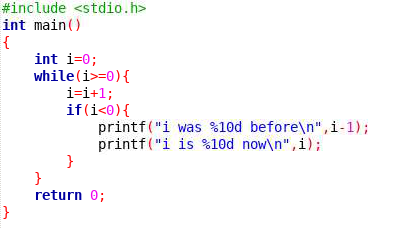 #include <stdio.h>
int main()
{
    int i=0;
    while(i>=0){
        i=i+1;
        if(i<0){
            printf("i was %10d before\n",i-1);
            printf("i is %10d now\n",i);
        }
    }
    return 0;
}